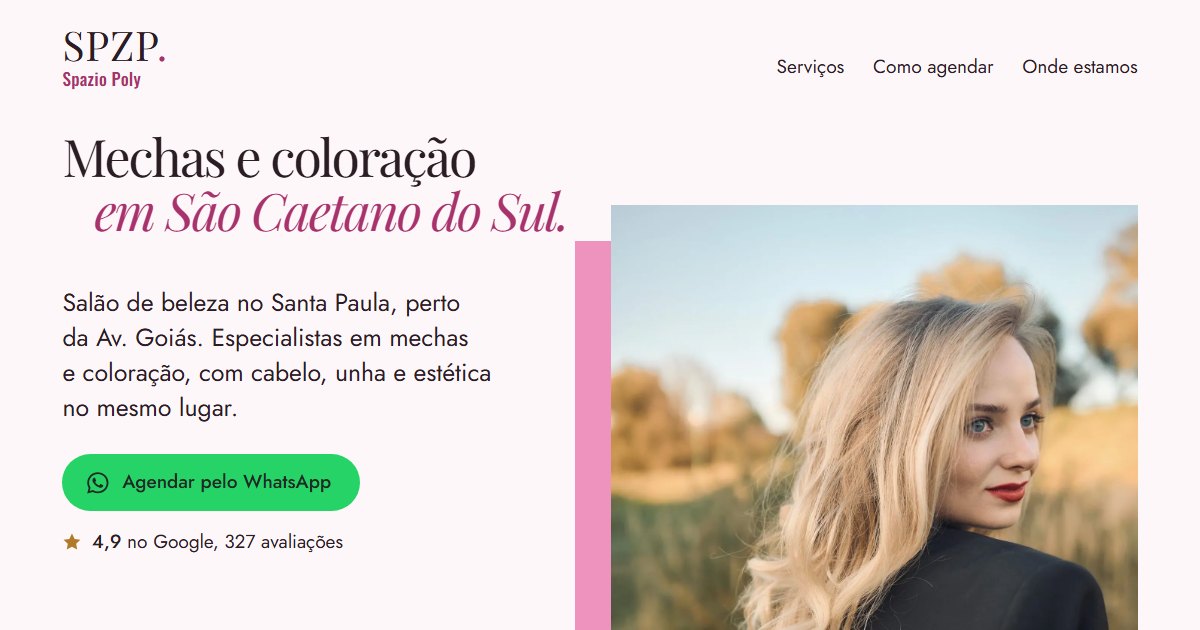 SPZP.
Spazio Poly
Serviços
Como agendar
Onde estamos
Mechas e coloração
em São Caetano do Sul.
Salão de beleza no Santa Paula, perto
da Av. Goiás. Especialistas em mechas
e coloração, com cabelo, unha e estética
no mesmo lugar.
Agendar pelo WhatsApp
4,9 no Google, 327 avaliações